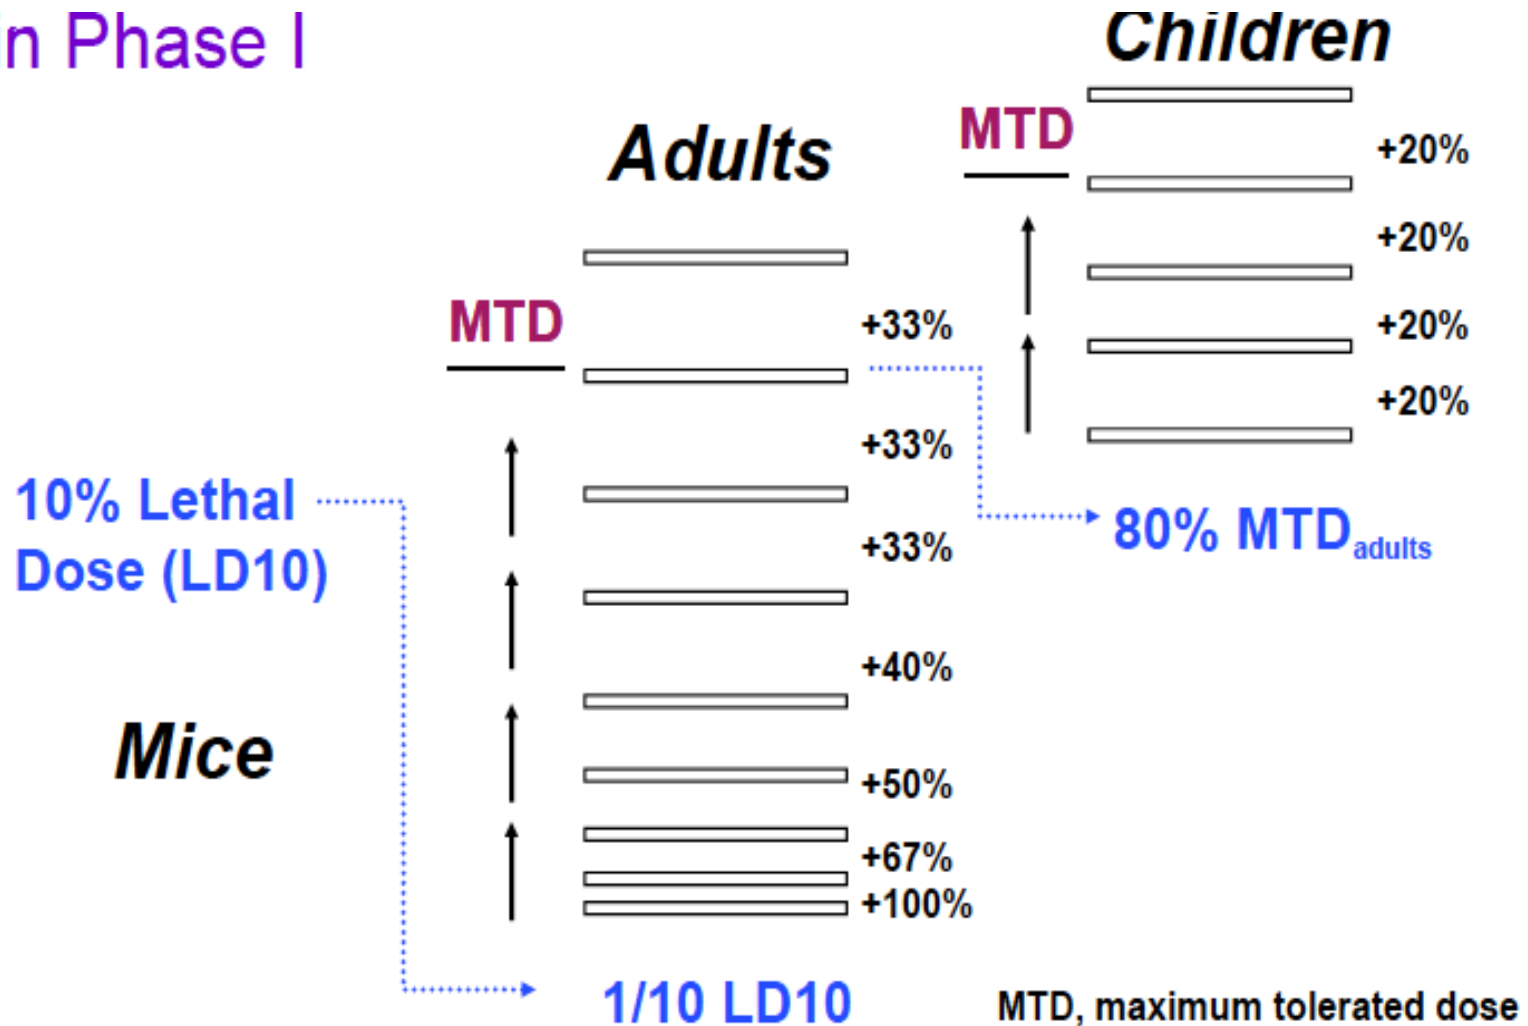 in Phase I
Children
MTD
+20%
Adults
+20%
MTD
+33%
+20%
+33%
+20%
10% Lethal
Dose (LD10)
+33%
80% MTDadults
+40%
Mice
+50%
+67%
+100%
1/10 LD10
MTD, maximum tolerated dose